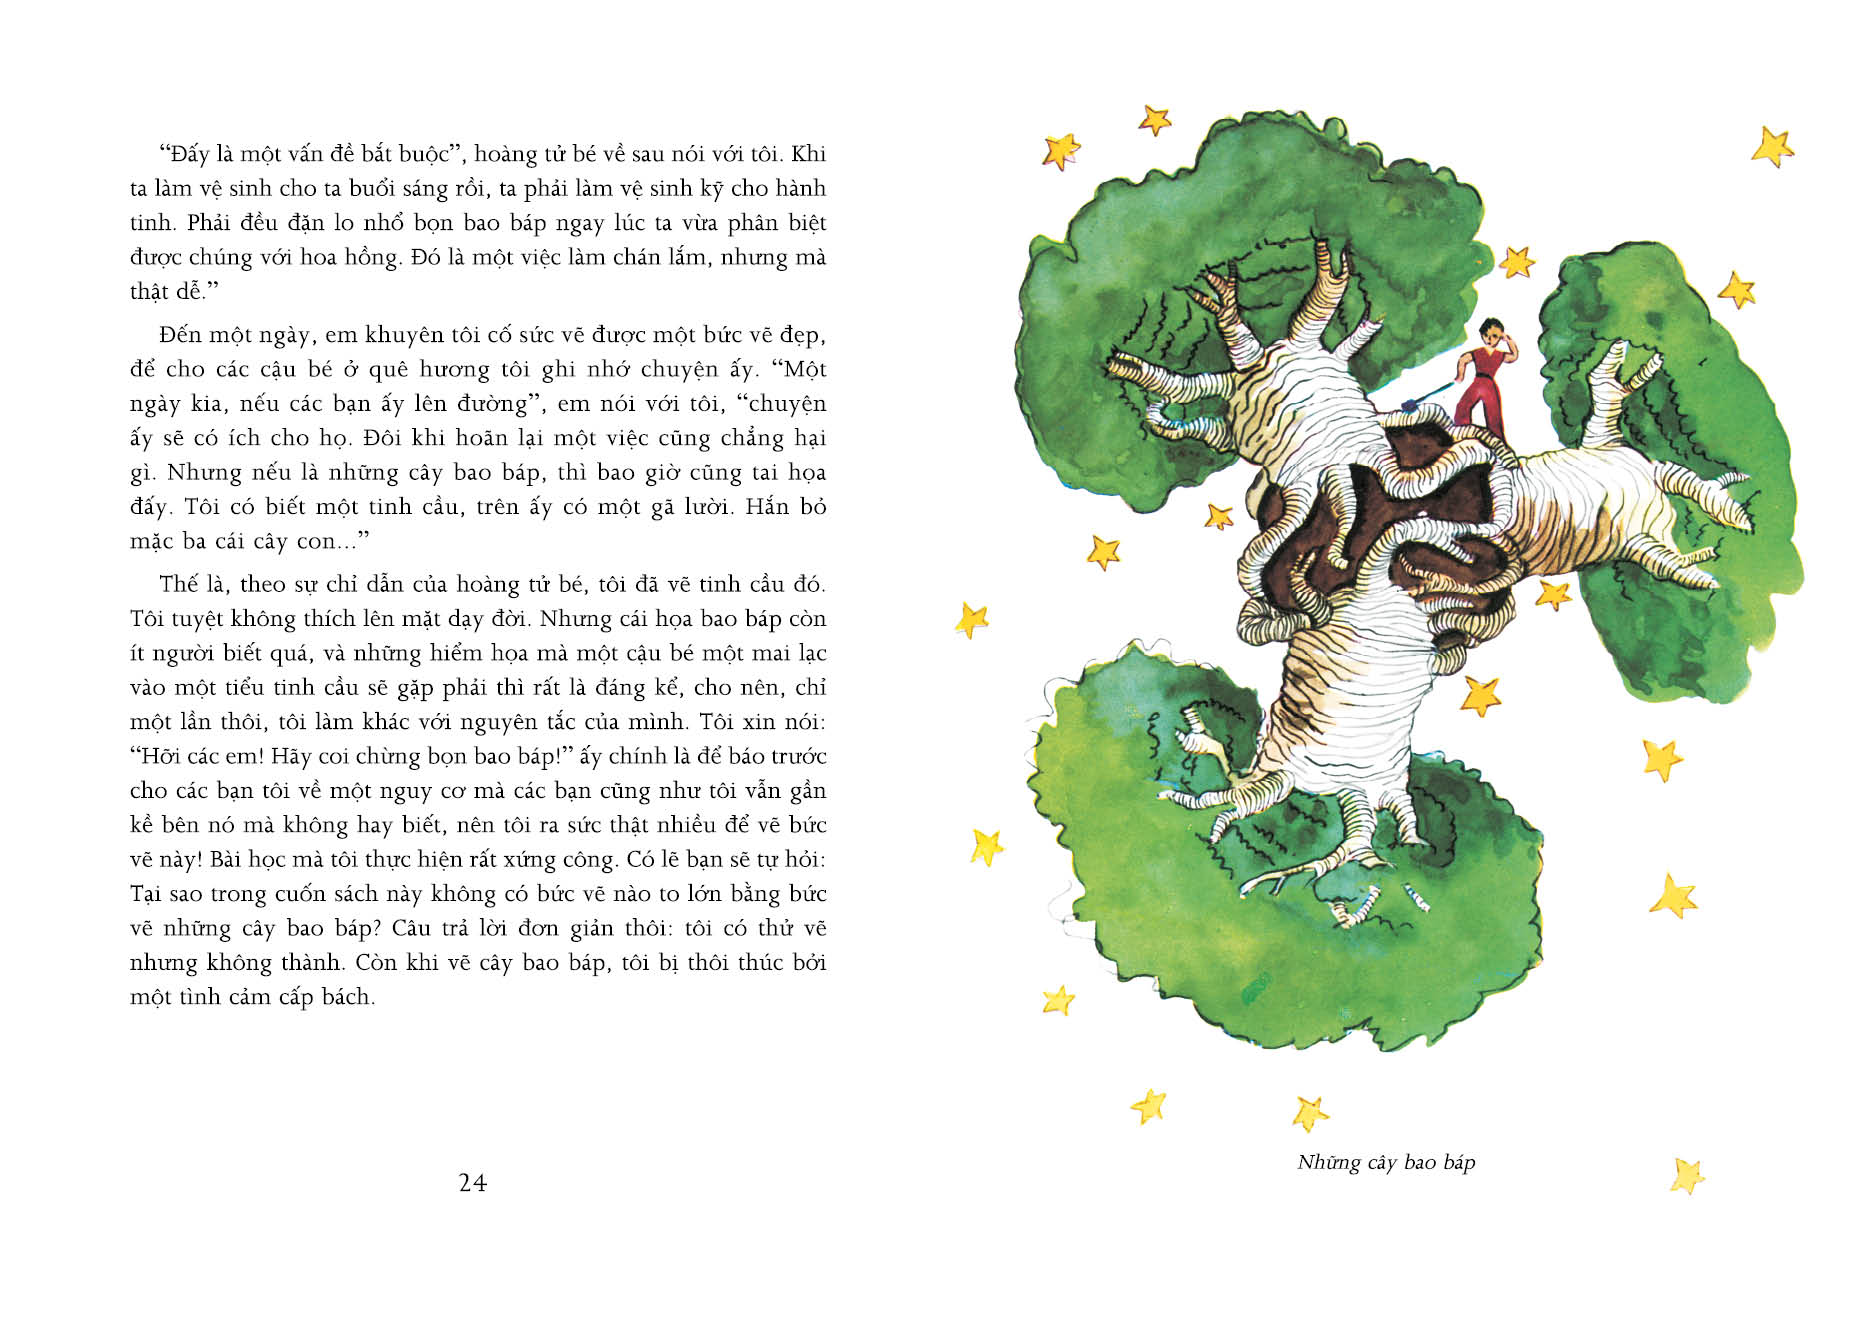 “Đấy là một vấn đề bắt buộc”, hoàng tử bé về sau nói với tôi. Khi
ta làm vệ sinh cho ta buổi sáng rồi, ta phải làm vệ sinh kỹ cho hành
tinh. Phải đều đặn lo nhổ bọn bao báp ngay lúc ta vừa phân biệt
được chúng với hoa hồng. Đó là một việc làm chán lắm, nhưng mà
thật dễ.”
Đến một ngày, em khuyên tôi cố sức vẽ được một bức vẽ đẹp,
để cho các cậu bé ở quê hương tôi ghi nhớ chuyện ấy. “Một
ngày kia, nếu các bạn ấy lên đường”, em nói với tôi, “chuyện
ấy sẽ có ích cho họ. Đôi khi hoãn lại một việc cũng chẳng hại
gì. Nhưng nếu là những cây bao báp, thì bao giờ cũng tai họa
đấy. Tôi có biết một tinh cầu, trên ấy có một gã lười. Hắn bỏ
mặc ba cái cây con...”
Thế là, theo sự chỉ dẫn của hoàng tử bé, tôi đã vẽ tinh cầu đó.
Tôi tuyệt không thích lên mặt dạy đời. Nhưng cái họa bao báp còn
ít người biết quá, và những hiểm họa mà một cậu bé một mai lạc
vào một tiểu tinh cầu sẽ gặp phải thì rất là đáng kể, cho nên, chỉ
một lần thôi, tôi làm khác với nguyên tắc của mình. Tôi xin nói:
“Hỡi các em! Hãy coi chừng bọn bao báp!” ấy chính là để báo trước
cho các bạn tôi về một nguy cơ mà các bạn cũng như tôi vẫn gần
kề bên nó mà không hay biết, nên tôi ra sức thật nhiều để vẽ bức
vẽ này! Bài học mà tôi thực hiện rất xứng công. Có lẽ bạn sẽ tự hỏi:
Tại sao trong cuốn sách này không có bức vẽ nào to lớn bằng bức
vẽ những cây bao báp? Câu trả lời đơn giản thôi: tôi có thử vẽ
nhưng không thành. Còn khi vẽ cây bao báp, tôi bị thôi thúc bởi
một tình cảm cấp bách.
24
Những cây bao báp